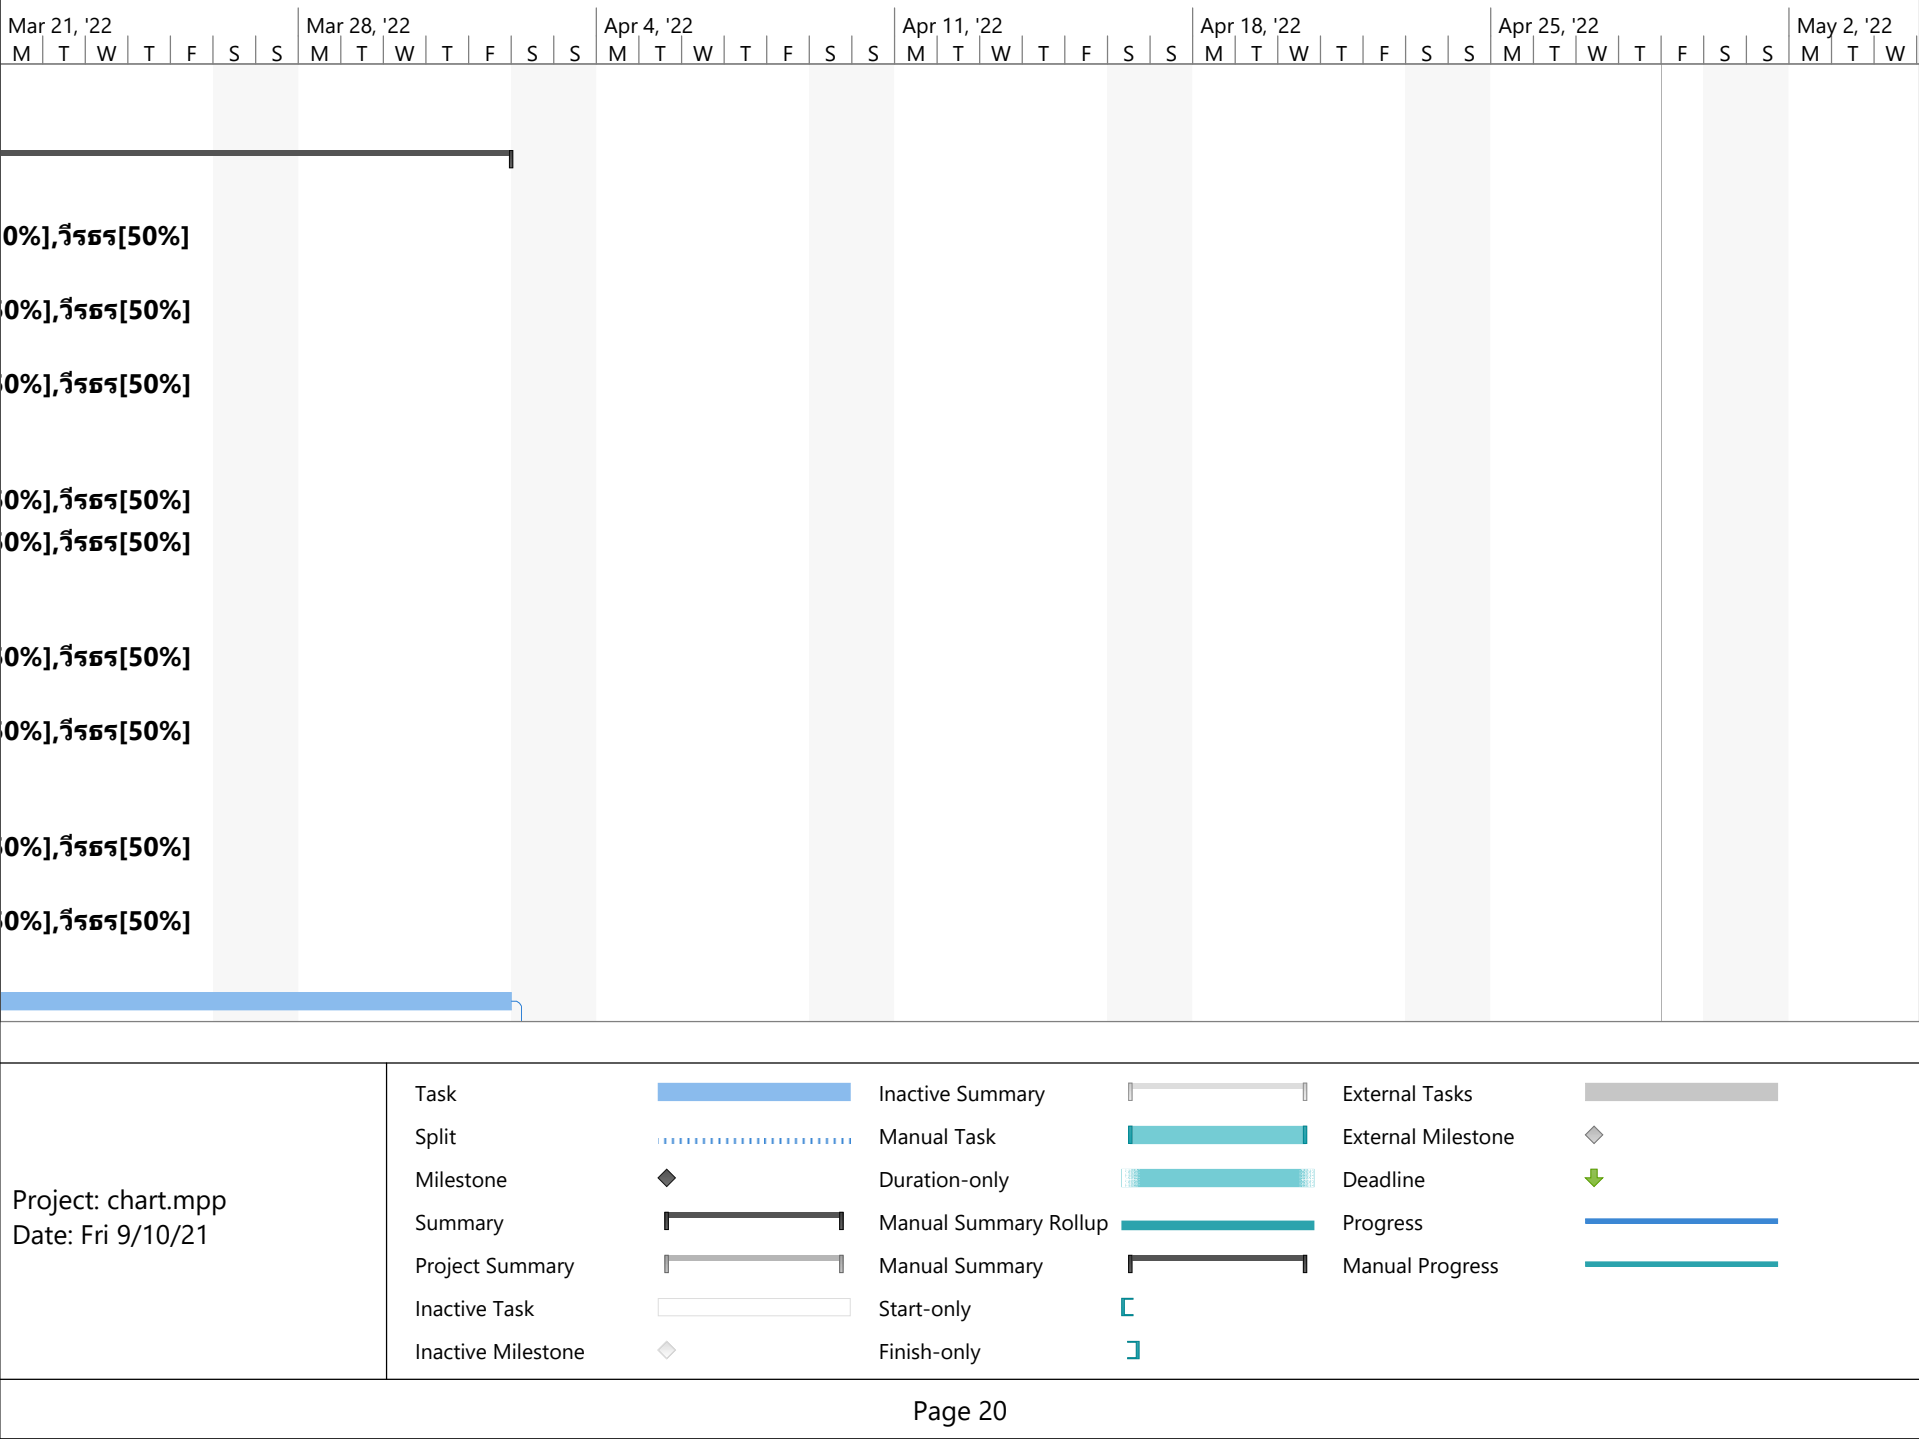 Mar 21, '22 Mar 28, '22 Apr 4, '22 Apr 11, '22 Apr 18, '22 Apr 25, '22 May 2, '22
M T W T F S S M T W T F S S M T W T F S S M T W T F S S M T W T F S S M T W T F S S M T W
0%],วีรธร[50%]
0%],วีรธร[50%]
0%],วีรธร[50%]
0%],วีรธร[50%]
0%],วีรธร[50%]
0%],วีรธร[50%]
0%],วีรธร[50%]
0%],วีรธร[50%]
0%],วีรธร[50%]
Project: chart.mpp
Date: Fri 9/10/21
Task
Split
Milestone
Summary
Project Summary
Inactive Task
Inactive Milestone
Inactive Summary
Manual Task
Duration-only
Manual Summary Rollup
Manual Summary
Start-only
Finish-only
External Tasks
External Milestone
Deadline
Progress
Manual Progress
Page 20